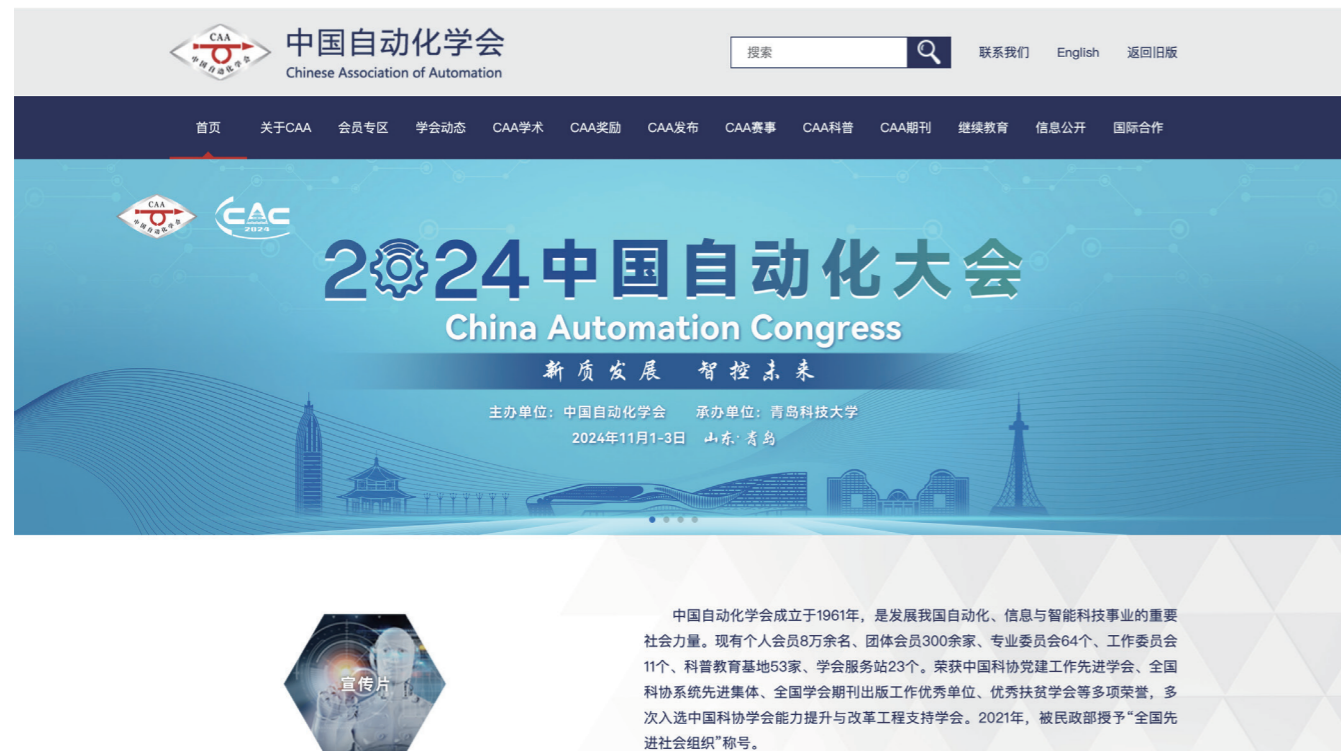 CAA
中国自动化学会
中国自动化学会
Chinese Association of Automation
搜索
联系我们 English 返回旧版
首页 关于CAA 会员专区 学会动态 CAA学术 CAA奖励 CAA发布 CAA赛事 CAA科普 CAA期刊 继续教育 信息公开 国际合作
CAA
中国自动化学会
CAC
2024
2024中国自动化大会
China Automation Congress
新质发展 智控未来
主办单位：中国自动化学会 承办单位：青岛科技大学
2024年11月1-3日 山东·青岛
宣传片
中国自动化学会成立于1961年，是发展我国自动化、信息与智能科技事业的重要
社会力量。现有个人会员8万余名、团体会员300余家、专业委员会64个、工作委员会
11个、科普教育基地53家、学会服务站23个。荣获中国科协党建工作先进学会、全国
科协系统先进集体、全国学会期刊出版工作优秀单位、优秀扶贫学会等多项荣誉，多
次入选中国科协学会能力提升与改革工程支持学会。2021年，被民政部授予“全国先
进社会组织”称号。